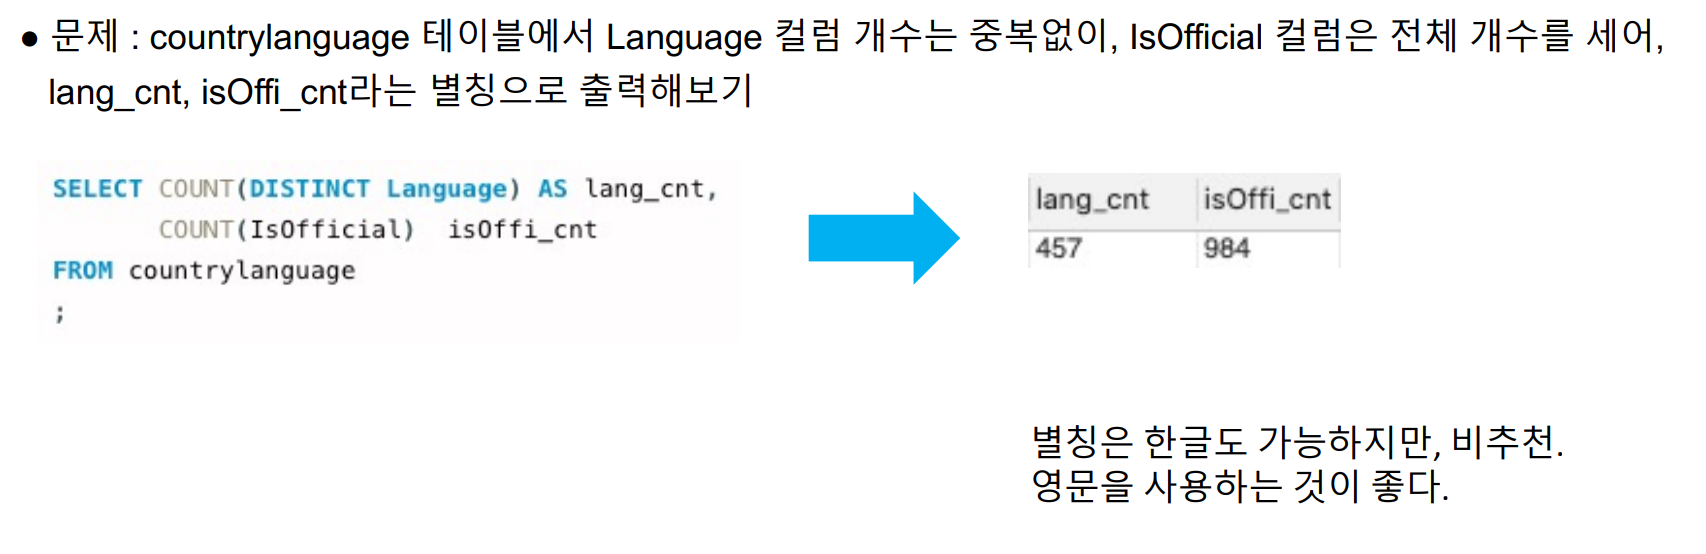 ● 문제 : countrylanguage 테이블에서 Language 컬럼 개수는 중복없이, IsOfficial 컬럼은 전체 개수를 세어,
lang_cnt, isOffi_cnt라는 별칭으로 출력해보기
SELECT COUNT(DISTINCT Language) AS lang_cnt,
COUNT(IsOfficial) isOffi_cnt
FROM countrylanguage
;
lang_cnt isOffi_cnt
457 984
별칭은 한글도 가능하지만, 비추천.
영문을 사용하는 것이 좋다.